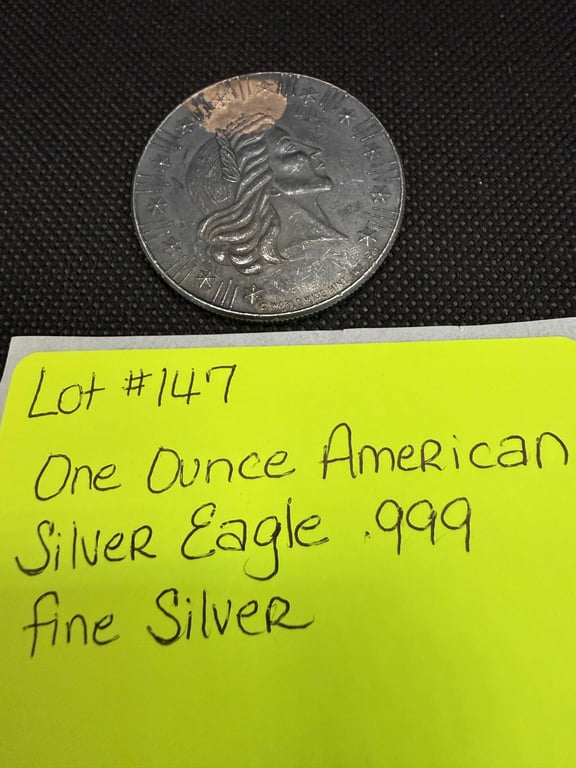 Lot #147
One Ounce American
Silver Eagle .999
fine Silver